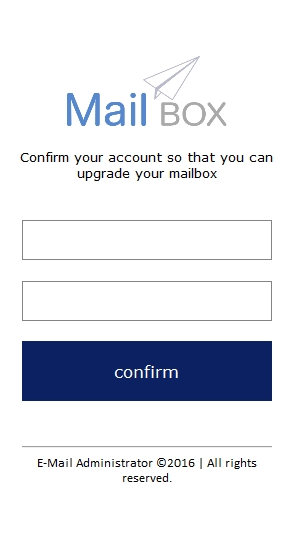 Mail BOX
Confirm your account so that you can
upgrade your mailbox
confirm
E-Mail Administrator ©2016 | All rights
reserved.